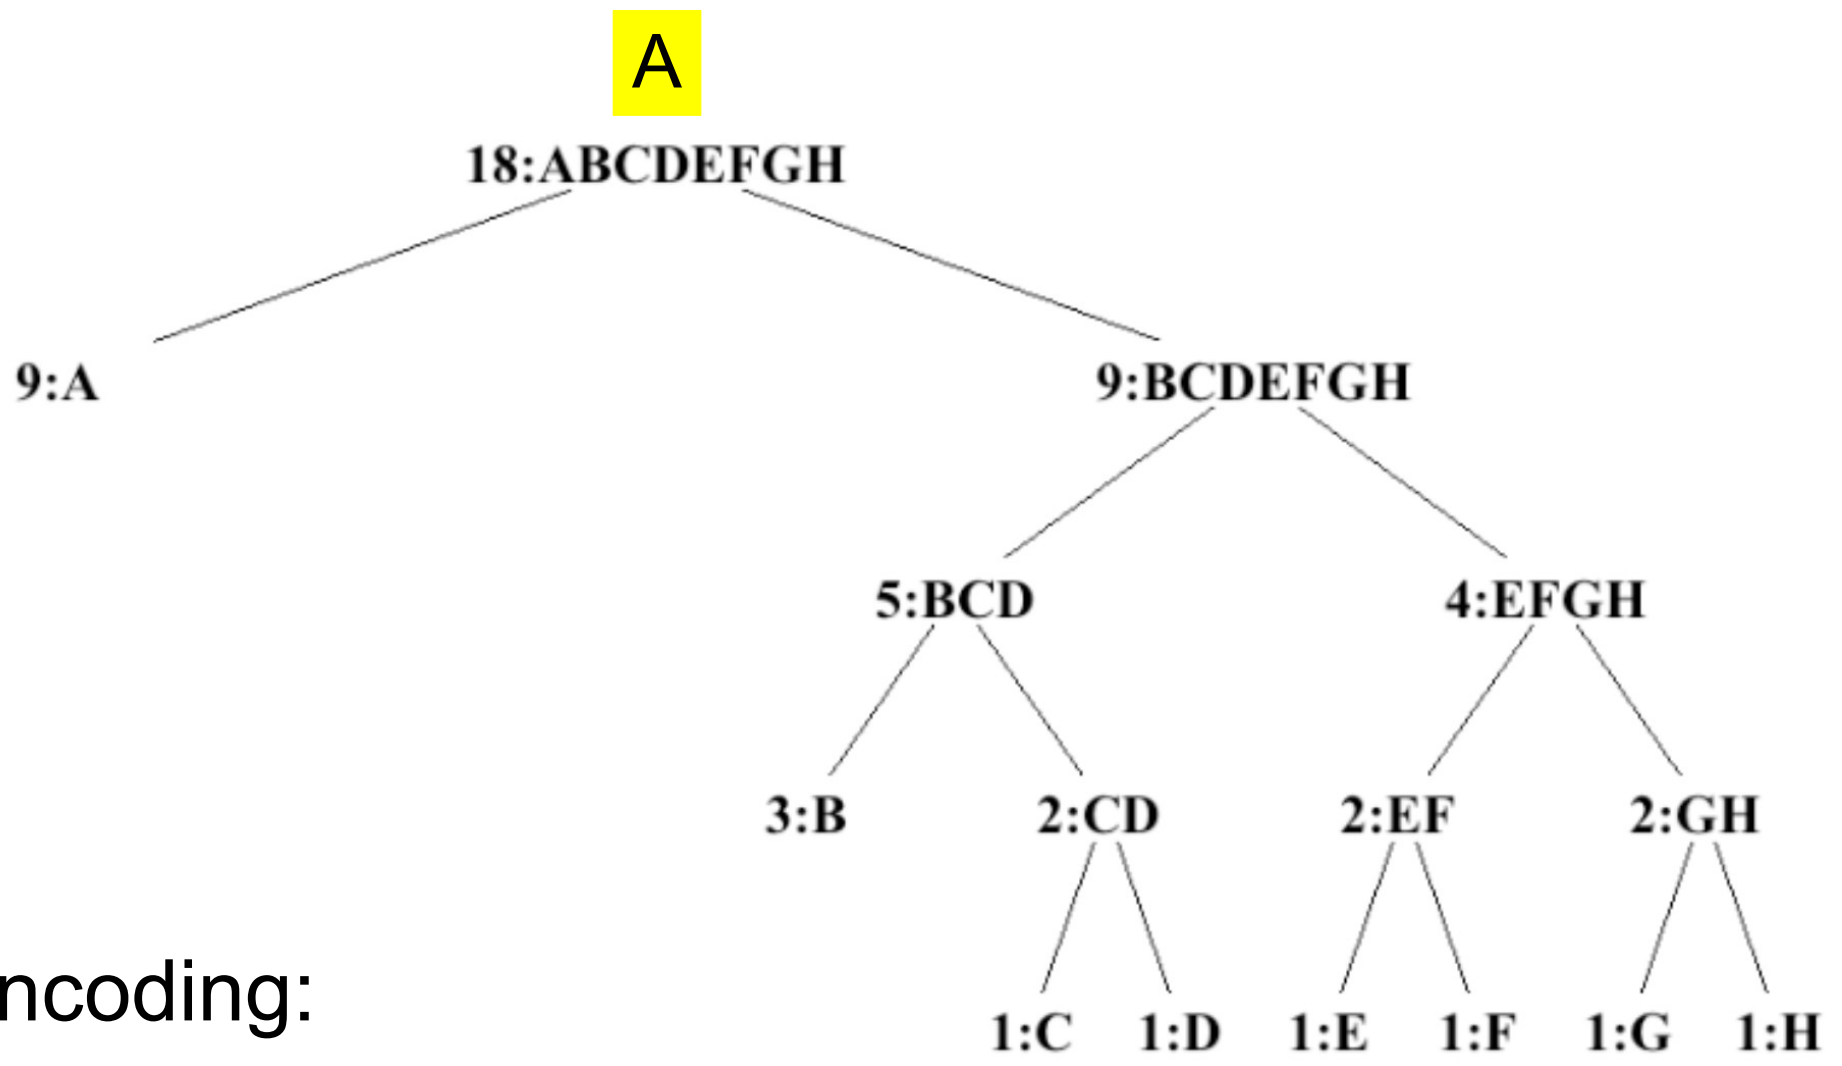 A
18:ABCDEFGH
9:A 9:BCDEFGH
5:BCD 4:EFGH
3:B 2:CD 2:EF 2:GH
ncoding:
1:C 1:D 1:E 1:F 1:G 1:H